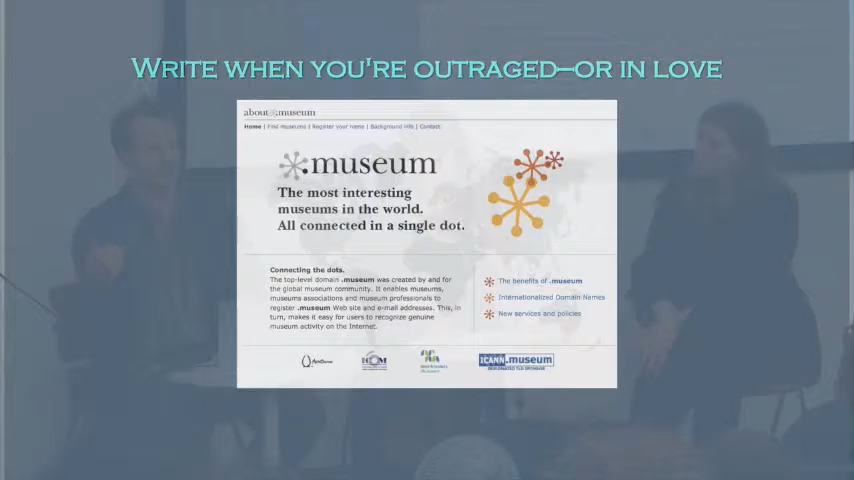 WRITE WHEN YOU'RE OUTRAGED—OR IN LOVE
about.museum
Home | Find museums | Register your name | Background info | Contact
.museum
The most interesting
museums in the world.
All connected in a single dot.
Connecting the dots.
The top-level domain .museum was created by and for
the global museum community. It enables museums,
museums associations and museum professionals to
register .museum Web site and e-mail addresses. This, in
turn, makes it easy for users to recognize genuine
museum activity on the Internet.
The benefits of .museum
Internationalized Domain Names
New services and policies
ICOM
ICANN .museum
DESIGNATED TLD SPONSOR